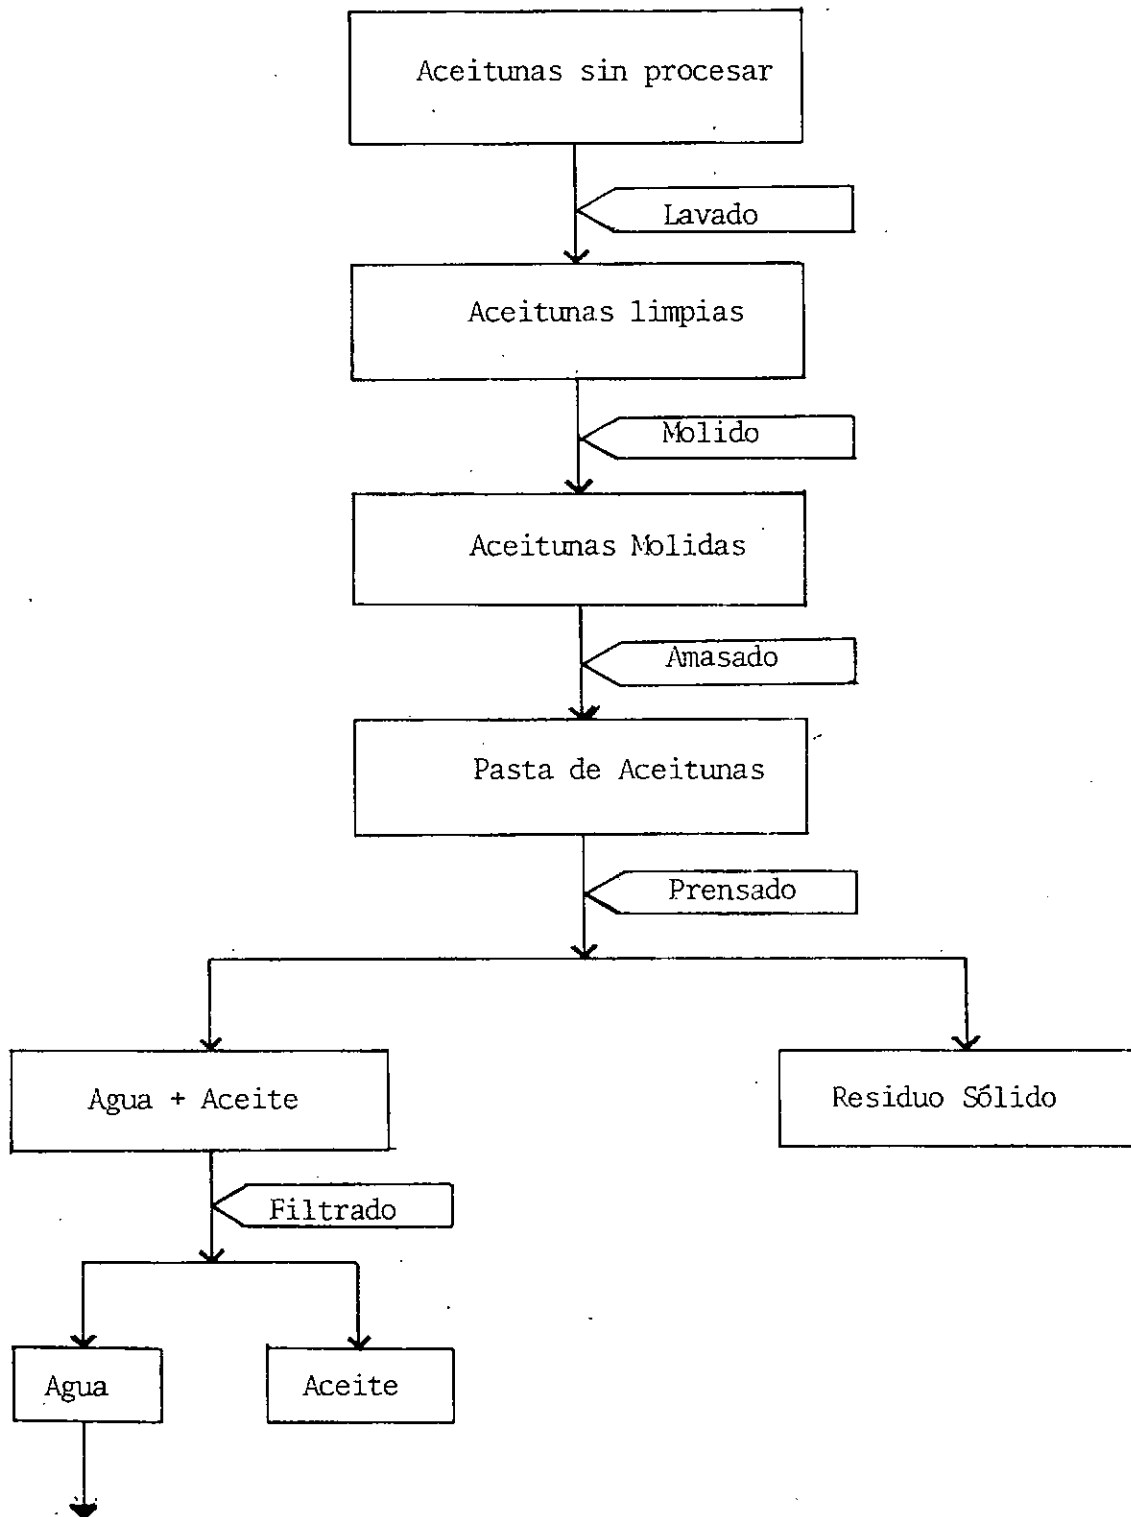 Aceitunas sin procesar
Lavado
Aceitunas limpias
Molido
Aceitunas Molidas
Amasado
Pasta de Aceitunas
Prensado
Agua + Aceite
Residuo Sólido
Filtrado
Agua
Aceite